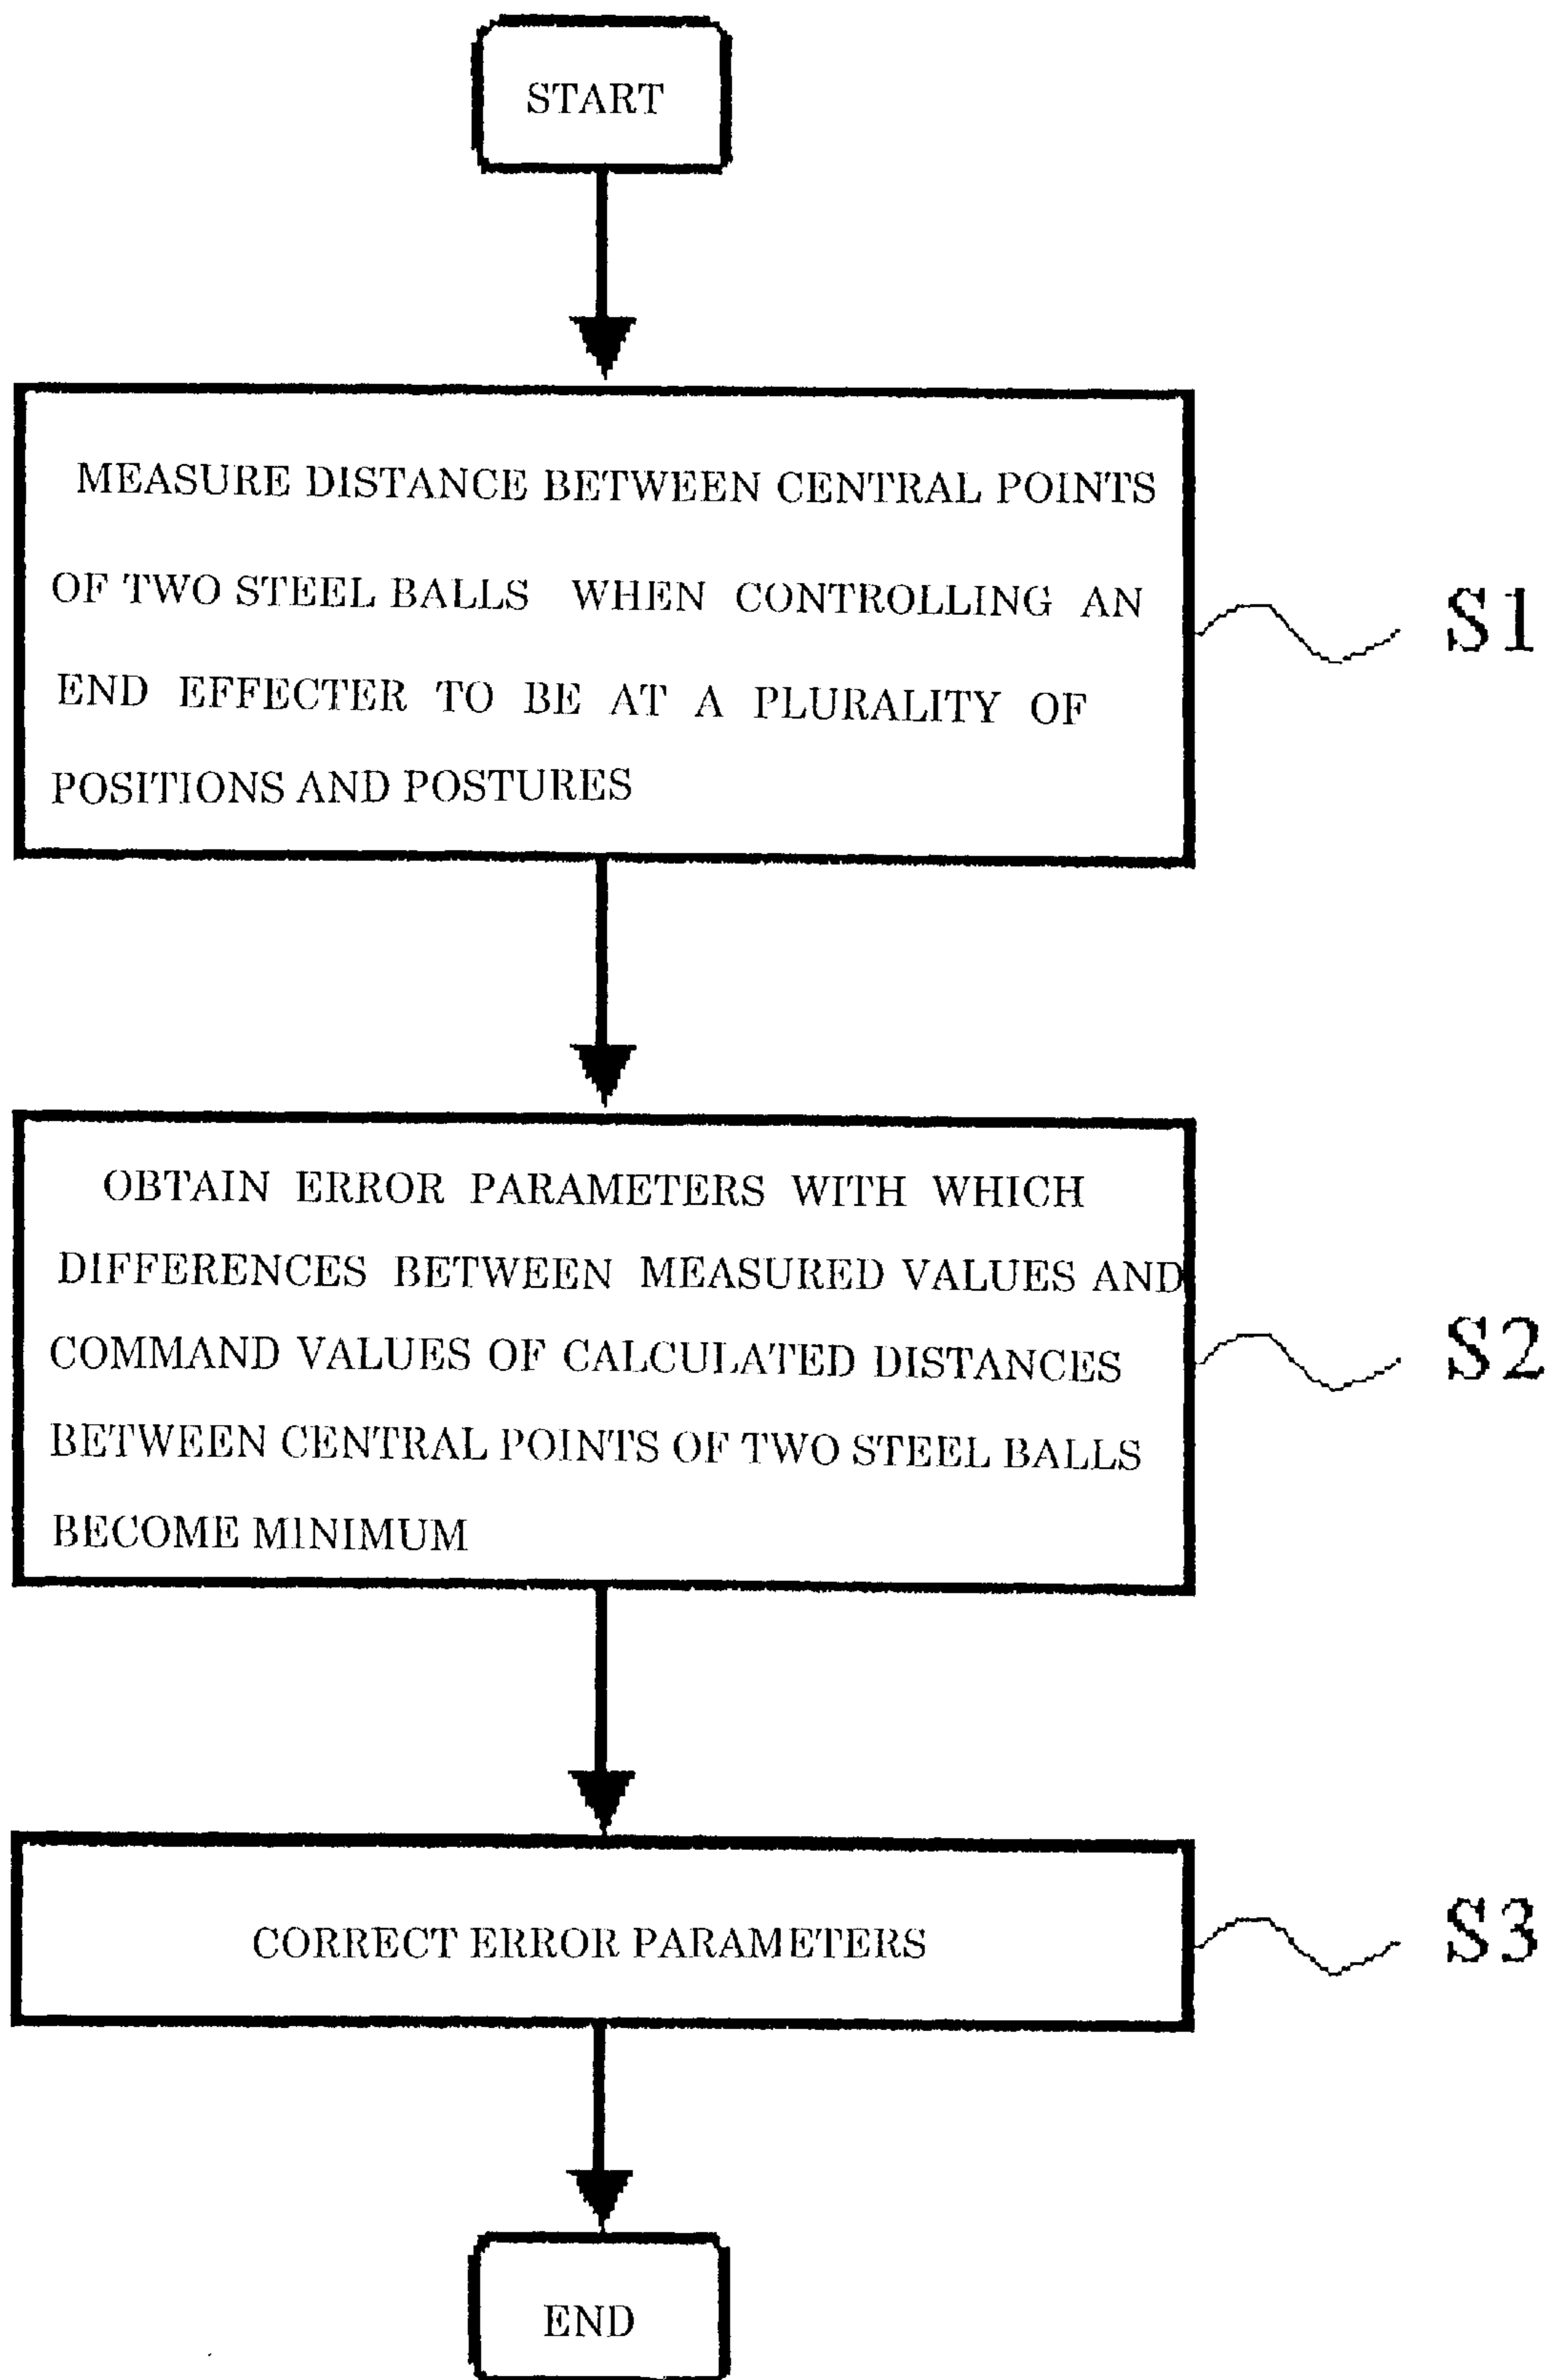 START
MEASURE DISTANCE BETWEEN CENTRAL POINTS
OF TWO STEEL BALLS WHEN CONTROLLING AN
END EFFECTER TO BE AT A PLURALITY OF
POSITIONS AND POSTURES
S1
OBTAIN ERROR PARAMETERS WITH WHICH
DIFFERENCES BETWEEN MEASURED VALUES AND
COMMAND VALUES OF CALCULATED DISTANCES
BETWEEN CENTRAL POINTS OF TWO STEEL BALLS
BECOME MINIMUM
S2
CORRECT ERROR PARAMETERS
S3
END